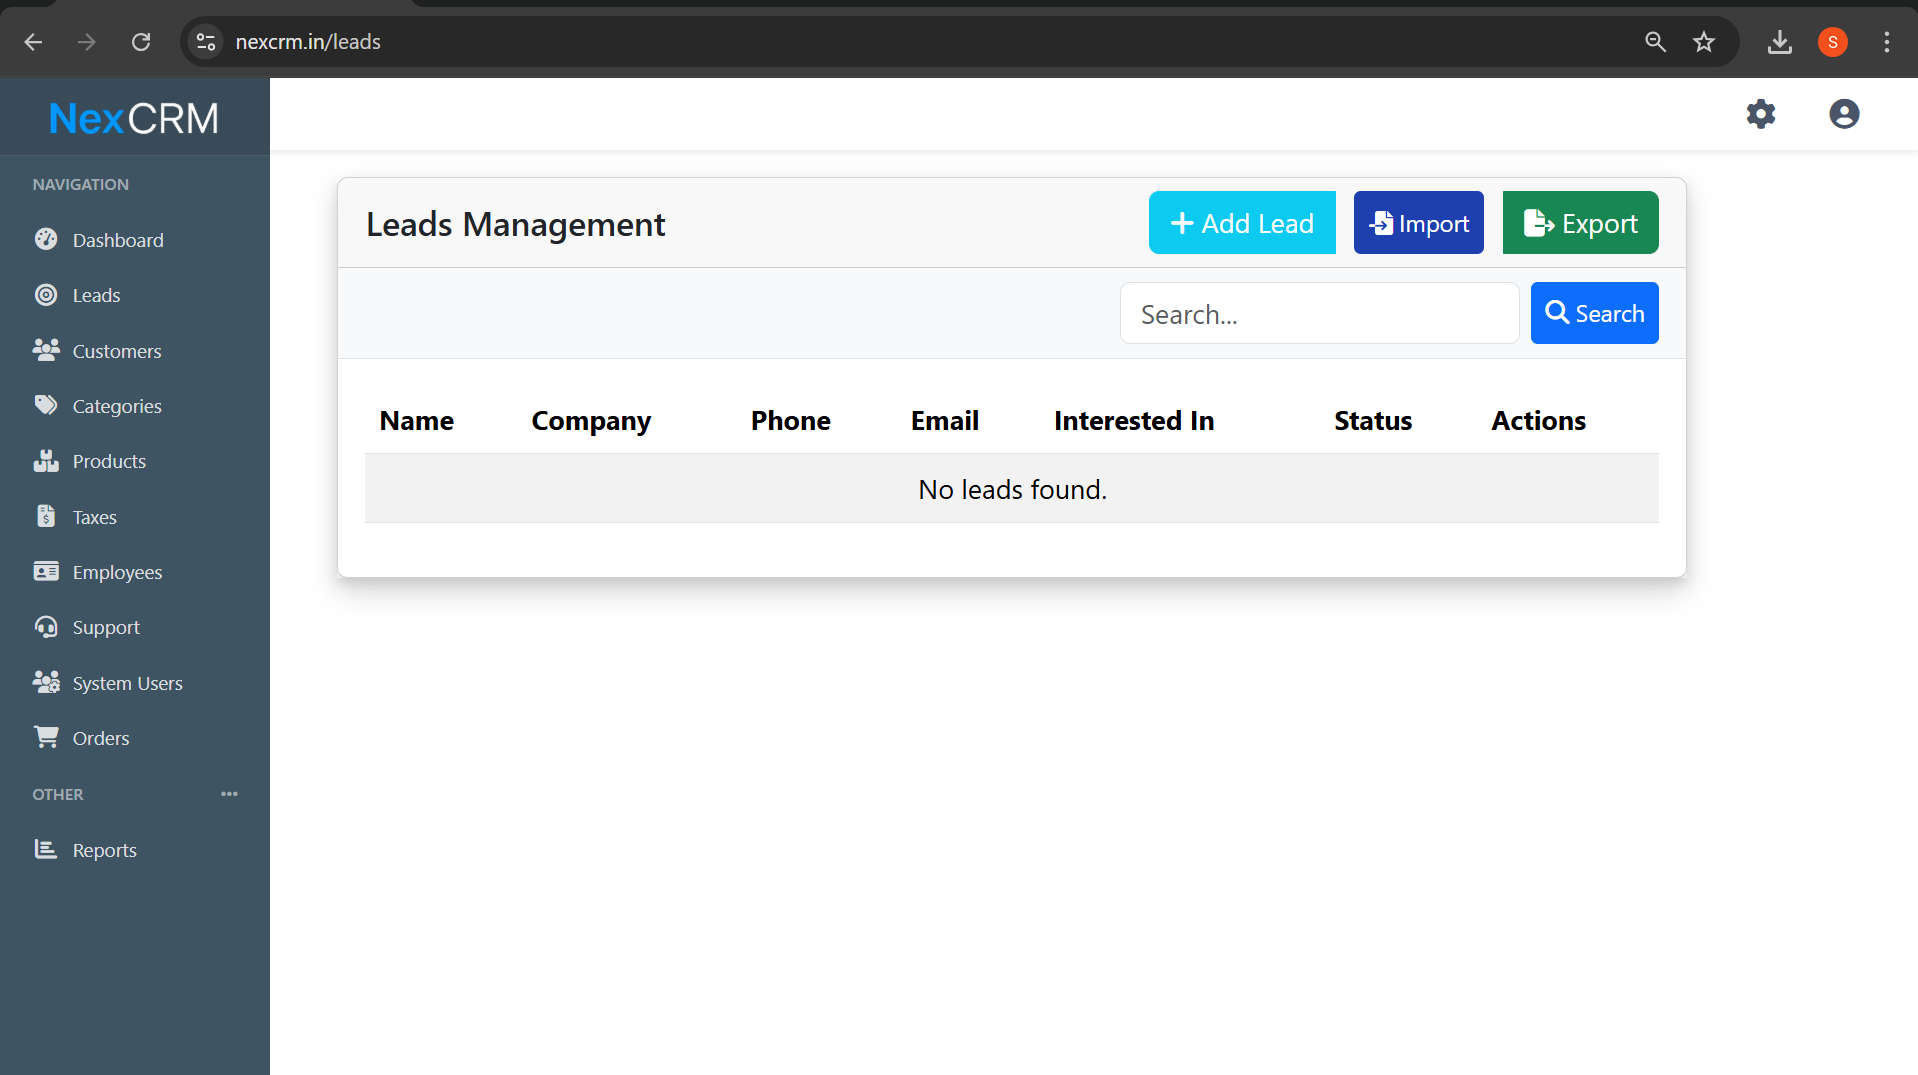 nexcrm.in/leads
S
NexCRM
NAVIGATION
Dashboard
Leads
Customers
Categories
Products
Taxes
Employees
Support
System Users
Orders
OTHER
Reports
Leads Management
Add Lead
Import
Export
Search...
Search
Name Company Phone Email Interested In Status Actions
No leads found.